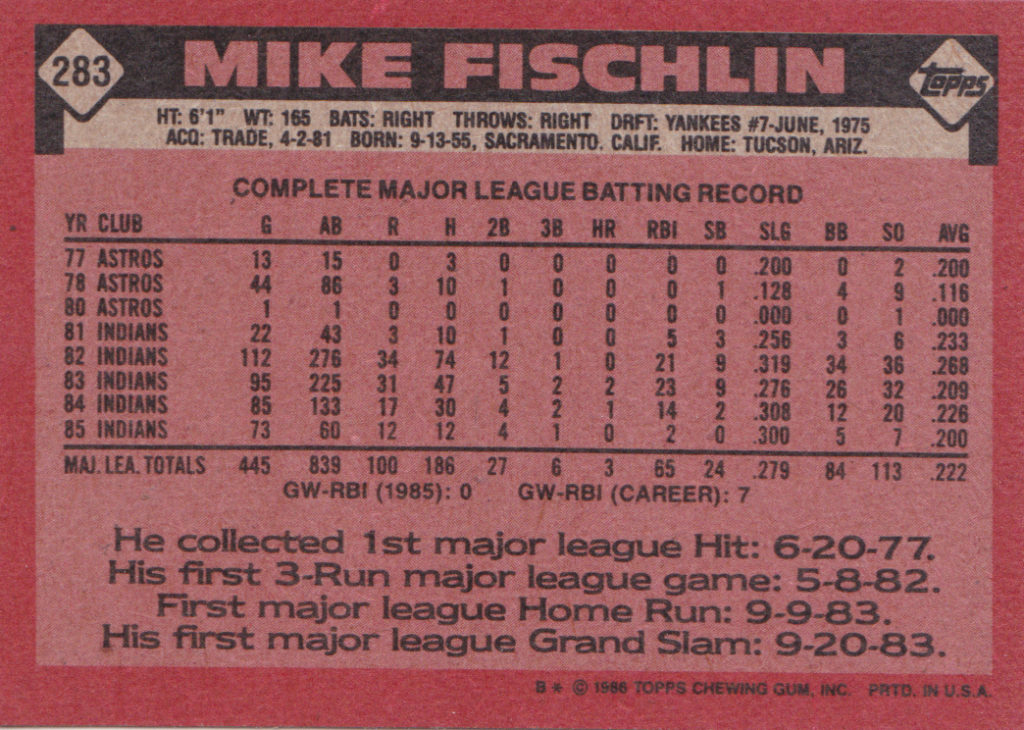 283 MIKE FISCHLIN Topps
HT: 6'1" WT: 165 BATS: RIGHT THROWS: RIGHT DRFT: YANKEES #7-JUNE, 1975
ACQ: TRADE, 4-2-81 BORN: 9-13-55, SACRAMENTO. CALIF. HOME: TUCSON, ARIZ.
COMPLETE MAJOR LEAGUE BATTING RECORD
YR CLUB G AB R H 2B 3B HR RBI SB SLG BB SO AVG
77 ASTROS 13 15 0 3 0 0 0 0 0 .200 0 2 .200
78 ASTROS 44 86 3 10 1 0 0 0 1 .128 4 9 .116
80 ASTROS 1 1 0 0 0 0 0 0 0 .000 0 1 .000
81 INDIANS 22 43 3 10 1 0 0 5 3 .256 3 6 .233
82 INDIANS 112 276 34 74 12 1 0 21 9 .319 34 36 .268
83 INDIANS 95 225 31 47 5 2 2 23 9 .276 26 32 .209
84 INDIANS 85 133 17 30 4 2 1 14 2 .308 12 20 .226
85 INDIANS 73 60 12 12 4 1 0 2 0 .300 5 7 .200
MAJ. LEA. TOTALS 445 839 100 186 27 6 3 65 24 .279 84 113 .222
GW-RBI (1985): 0 GW-RBI (CAREER): 7
He collected 1st major league Hit: 6-20-77.
His first 3-Run major league game: 5-8-82.
First major league Home Run: 9-9-83.
His first major league Grand Slam: 9-20-83.
B * © 1986 TOPPS CHEWING GUM, INC. PRTD. IN U.S.A.